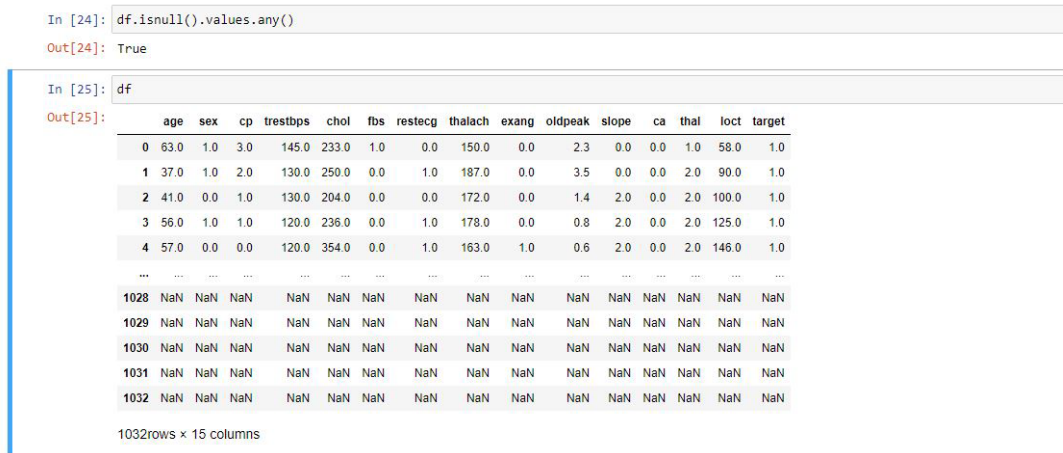 In [24]: df.isnull().values.any()
Out[24]: True
In [25]: df
Out[25]:
age sex cp trestbps chol fbs restecg thalach exang oldpeak slope ca thal loct target
0 63.0 1.0 3.0 145.0 233.0 1.0 0.0 150.0 0.0 2.3 0.0 0.0 1.0 58.0 1.0
1 37.0 1.0 2.0 130.0 250.0 0.0 1.0 187.0 0.0 3.5 0.0 0.0 2.0 90.0 1.0
2 41.0 0.0 1.0 130.0 204.0 0.0 0.0 172.0 0.0 1.4 2.0 0.0 2.0 100.0 1.0
3 56.0 1.0 1.0 120.0 236.0 0.0 1.0 178.0 0.0 0.8 2.0 0.0 2.0 125.0 1.0
4 57.0 0.0 0.0 120.0 354.0 0.0 1.0 163.0 1.0 0.6 2.0 0.0 2.0 146.0 1.0
... ... ... ... ... ... ... ... ... ... ... ... ... ... ... ...
1028 NaN NaN NaN NaN NaN NaN NaN NaN NaN NaN NaN NaN NaN NaN NaN
1029 NaN NaN NaN NaN NaN NaN NaN NaN NaN NaN NaN NaN NaN NaN NaN
1030 NaN NaN NaN NaN NaN NaN NaN NaN NaN NaN NaN NaN NaN NaN NaN
1031 NaN NaN NaN NaN NaN NaN NaN NaN NaN NaN NaN NaN NaN NaN NaN
1032 NaN NaN NaN NaN NaN NaN NaN NaN NaN NaN NaN NaN NaN NaN NaN
1032rows × 15 columns